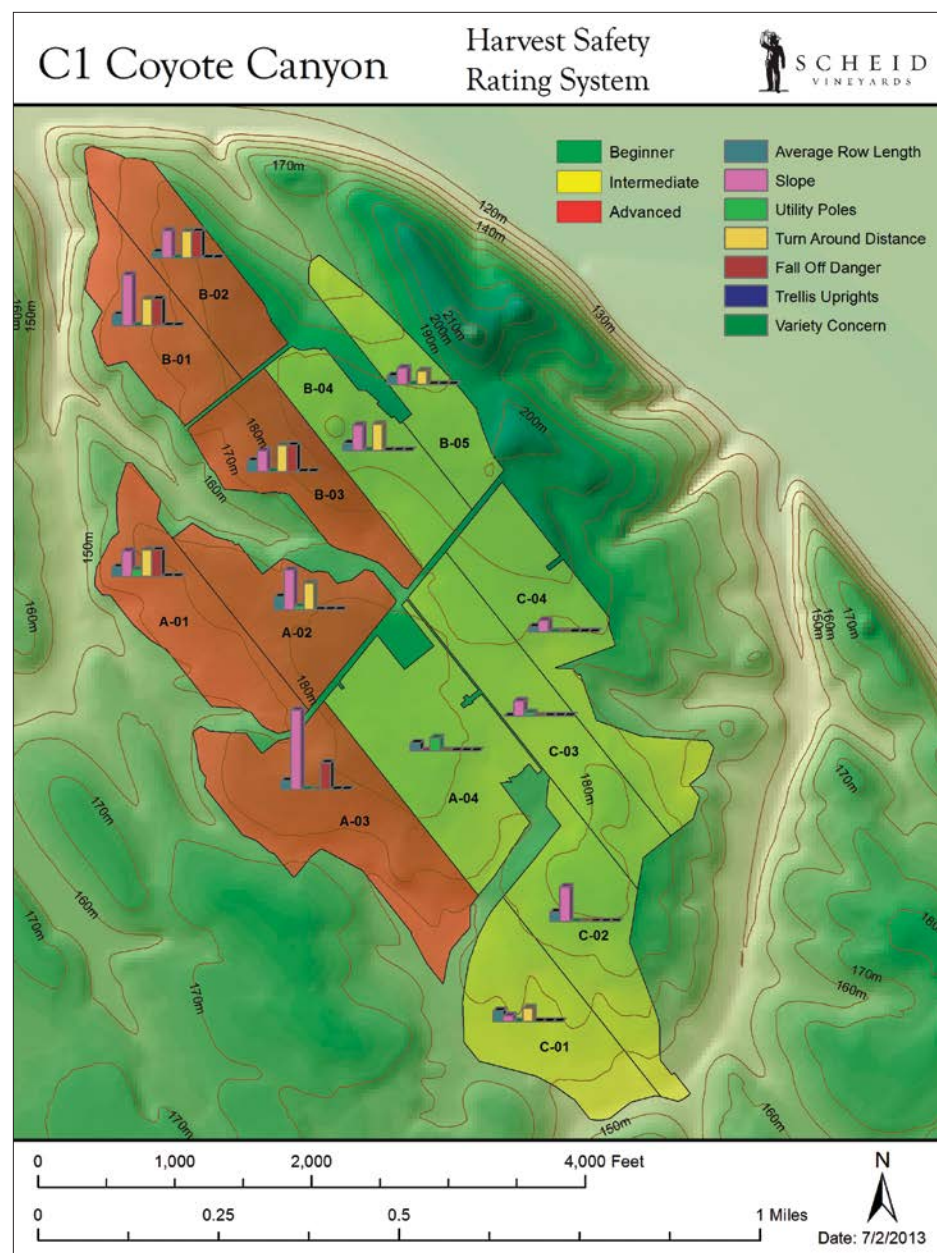 C1 Coyote Canyon
Harvest Safety
Rating System
SCHEID
VINEYARDS
Beginner
Intermediate
Advanced
Average Row Length
Slope
Utility Poles
Turn Around Distance
Fall Off Danger
Trellis Uprights
Variety Concern
170m
120m
140m
130m
210m
200m
190m
200m
160m
150m
B-02
B-01
B-04
B-05
180m
170m
160m
B-03
150m
160m
A-01
A-02
180m
C-04
150m
160m
170m
C-03
180m
A-04
A-03
170m
160m
170m
170m
C-02
180m
170m
160m
170m
C-01
170m
150m
160m
0 1,000 2,000 4,000 Feet
0 0.25 0.5 1 Miles
N
Date: 7/2/2013